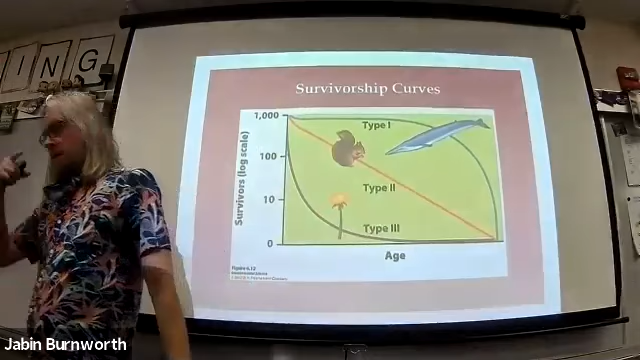 ING
Survivorship Curves
1,000
Type I
100
Survivors (log scale)
Type II
10
Type III
0
Age
Jabin Burnworth